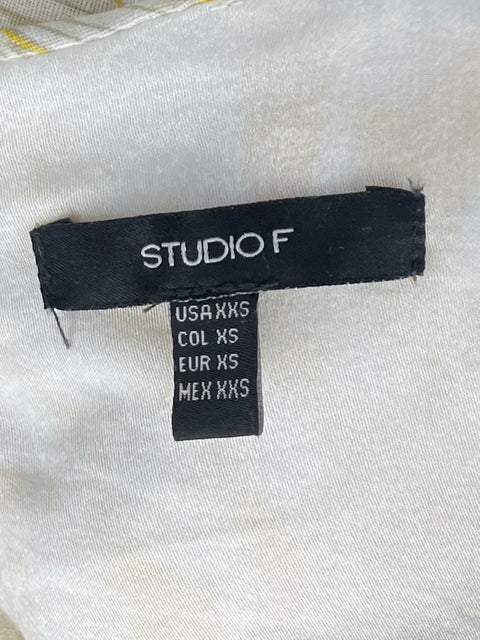 STUDIO F
USA XXS
COL XS
EUR XS
MEX XXS